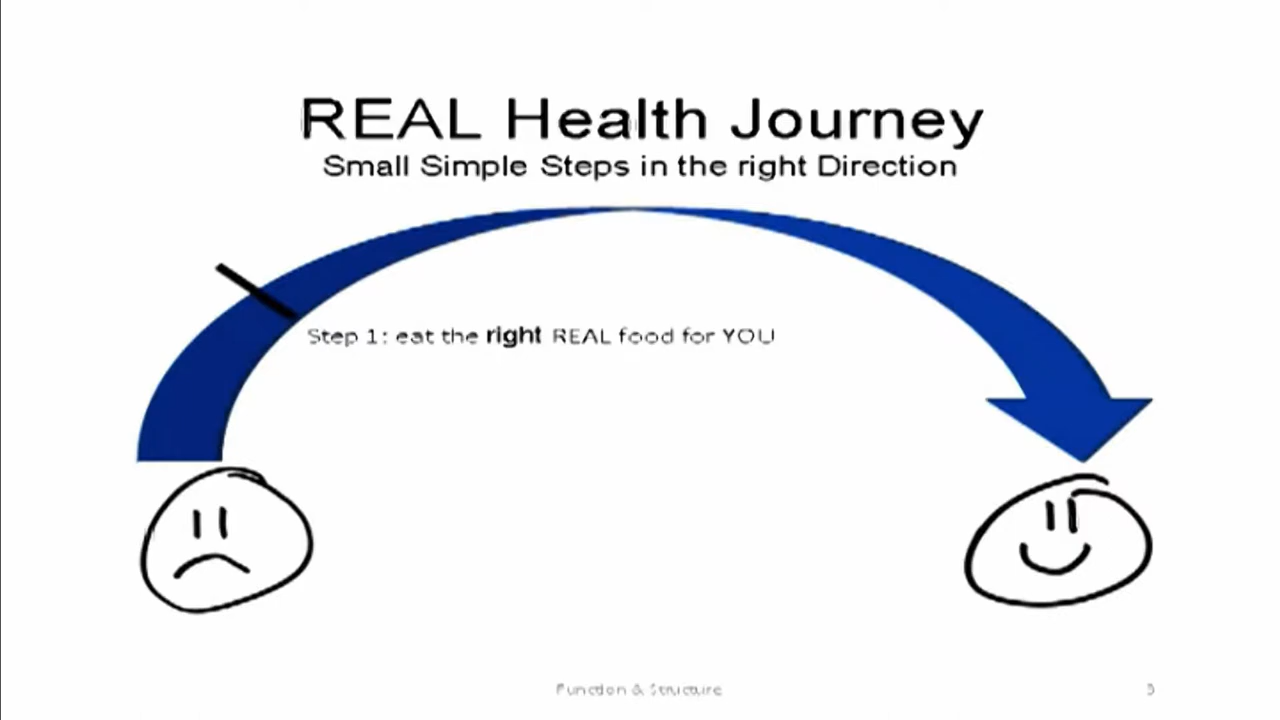 REAL Health Journey
Small Simple Steps in the right Direction
Step 1: eat the right REAL food for YOU
Function & Structure